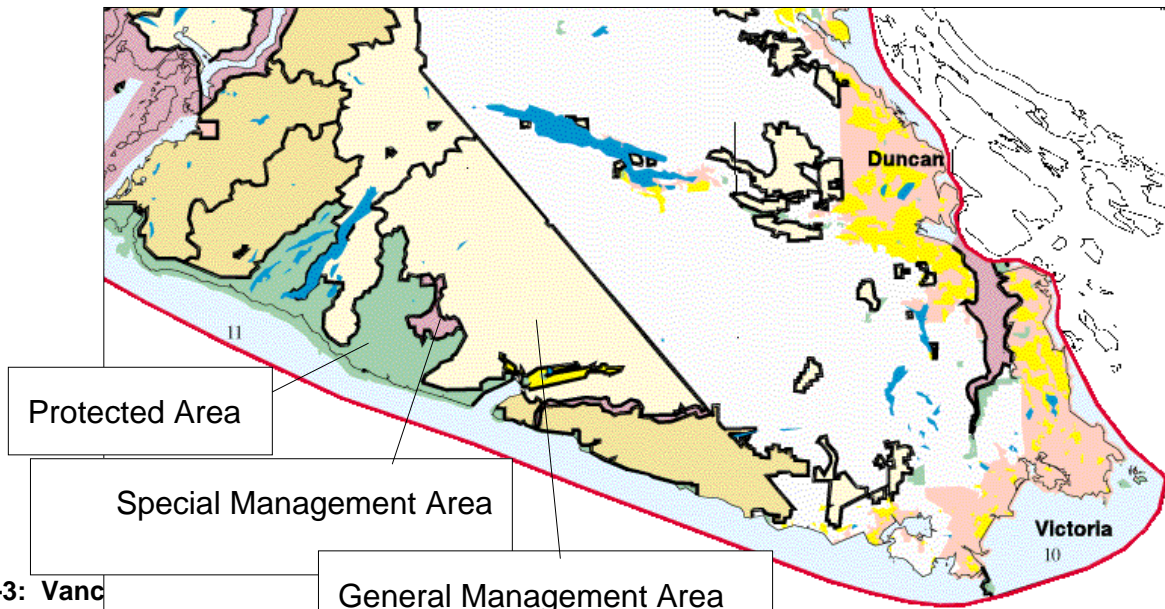 Duncan
11
Protected Area
Special Management Area
Victoria
10
-3: Vanc
General Management Area